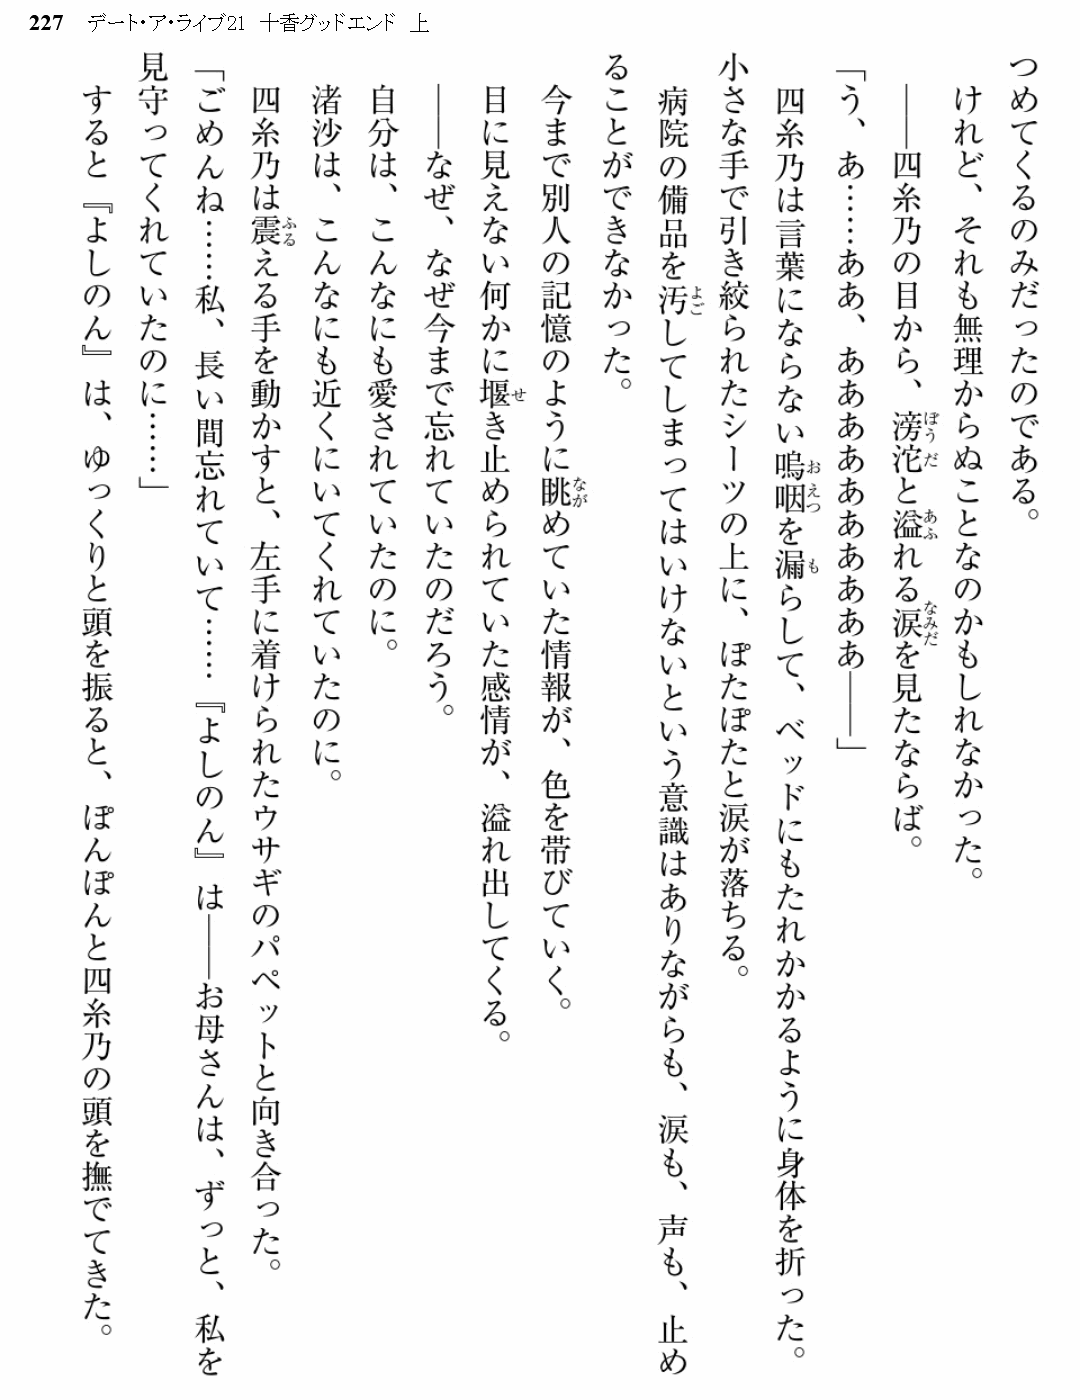 227 デート・ア・ライブ21 十香グッドエンド 上
つめてくるのみだったのである。
けれど、それも無理からぬことなのかもしれなかった。
――四糸乃の目から、滂沱と溢れる涙を見たならば。
「う、あ……ああ、ああああああああああ――」
四糸乃は言葉にならない嗚咽を漏らして、ベッドにもたれかかるように身体を折った。
小さな手で引き絞られたシーツの上に、ぽたぽたと涙が落ちる。
病院の備品を汚してしまってはいけないという意識はありながらも、涙も、声も、止め
ることができなかった。
今まで別人の記憶のように眺めていた情報が、色を帯びていく。
目に見えない何かに堰き止められていた感情が、溢れ出してくる。
――なぜ、なぜ今まで忘れていたのだろう。
自分は、こんなにも愛されていたのに。
渚沙は、こんなにも近くにいてくれていたのに。
四糸乃は震える手を動かすと、左手に着けられたウサギのパペットと向き合った。
「ごめんね……私、長い間忘れていて……『よしのん』は――お母さんは、ずっと、私を
見守ってくれていたのに……」
すると『よしのん』は、ゆっくりと頭を振ると、ぽんぽんと四糸乃の頭を撫でてきた。